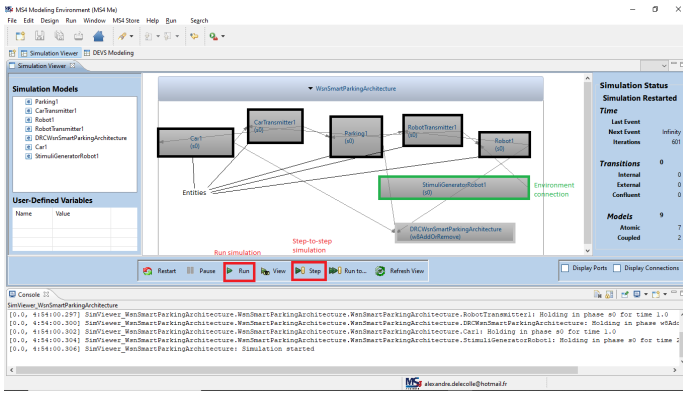 MS4 Modeling Environment (MS4 Me)
File Edit Design Run Window MS4 Store Help Run Search
Simulation Viewer DEVS Modeling
Simulation Viewer
Simulation Models
Parking1
CarTransmitter1
Robot1
RobotTransmitter1
DRCWsnSmartParkingArchitecture
Car1
StimuliGeneratorRobot1
User-Defined Variables
Name Value
WsnSmartParkingArchitecture
Car1
(s0)
CarTransmitter1
(s0)
Parking1
(s0)
RobotTransmitter1
(s0)
Robot1
(s0)
Entities
StimuliGeneratorRobot1
(s0)
Environment
connection
DRCWsnSmartParkingArchitecture
(w8AddOrRemove)
Run simulation
Step-to-step
simulation
Restart Pause Run View Step Run to... Refresh View
Simulation Status
Simulation Restarted
Time
Last Event
Next Event Infinity
Iterations 601
Transitions 0
Internal 0
External 0
Confluent 0
Models 9
Atomic 7
Coupled 2
Display Ports Display Connections
Console
SimViewer_WsnSmartParkingArchitecture
[0.0, 4:54:00.297] SimViewer_WsnSmartParkingArchitecture.WsnSmartParkingArchitecture.WsnSmartParkingArchitecture.RobotTransmitter1: Holding in phase s0 for time 1.0
[0.0, 4:54:00.300] SimViewer_WsnSmartParkingArchitecture.WsnSmartParkingArchitecture.WsnSmartParkingArchitecture.DRCWsnSmartParkingArchitecture: Holding in phase w8Add
[0.0, 4:54:00.302] SimViewer_WsnSmartParkingArchitecture.WsnSmartParkingArchitecture.WsnSmartParkingArchitecture.Car1: Holding in phase s0 for time 1.0
[0.0, 4:54:00.304] SimViewer_WsnSmartParkingArchitecture.WsnSmartParkingArchitecture.WsnSmartParkingArchitecture.StimuliGeneratorRobot1: Holding in phase s0 for time 2
[0.0, 4:54:00.306] SimViewer_WsnSmartParkingArchitecture: Simulation started
MS4 alexandre.delecolle@hotmail.fr